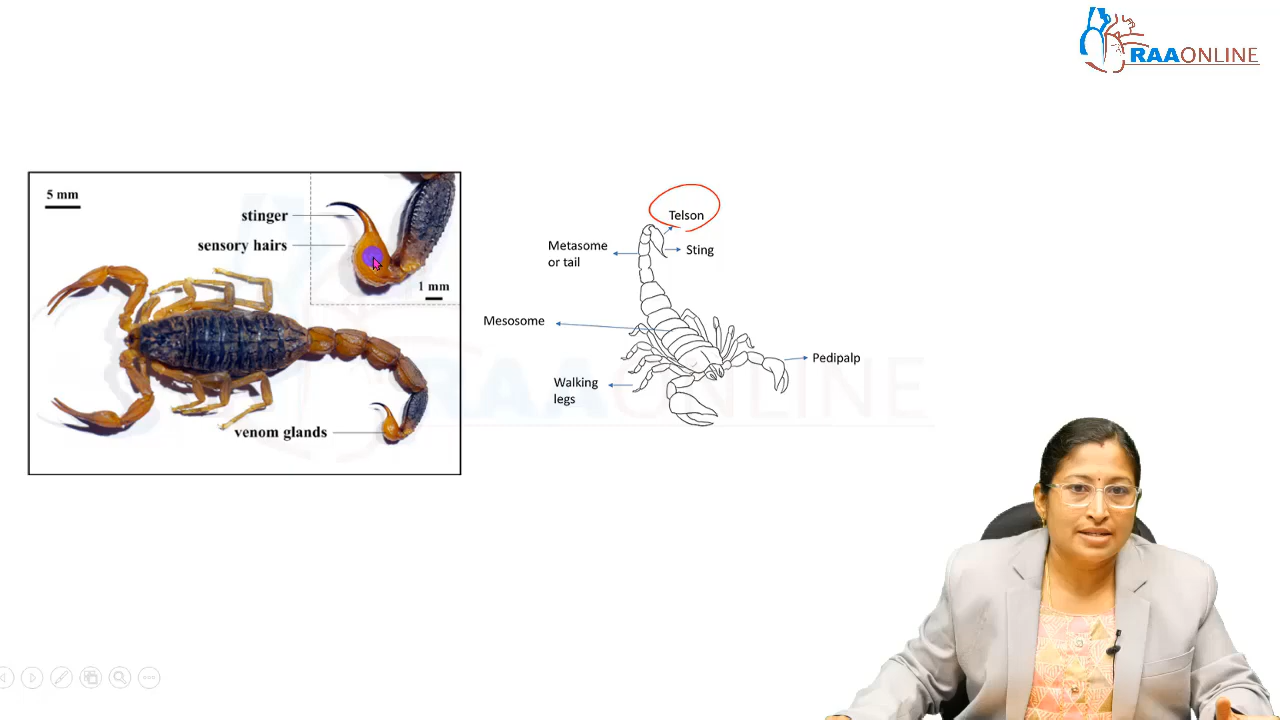 RAAONLINE
5 mm
stinger
sensory hairs
1 mm
venom glands
Telson
Metasome
or tail
Sting
Mesosome
Pedipalp
Walking
legs
RAAONLINE